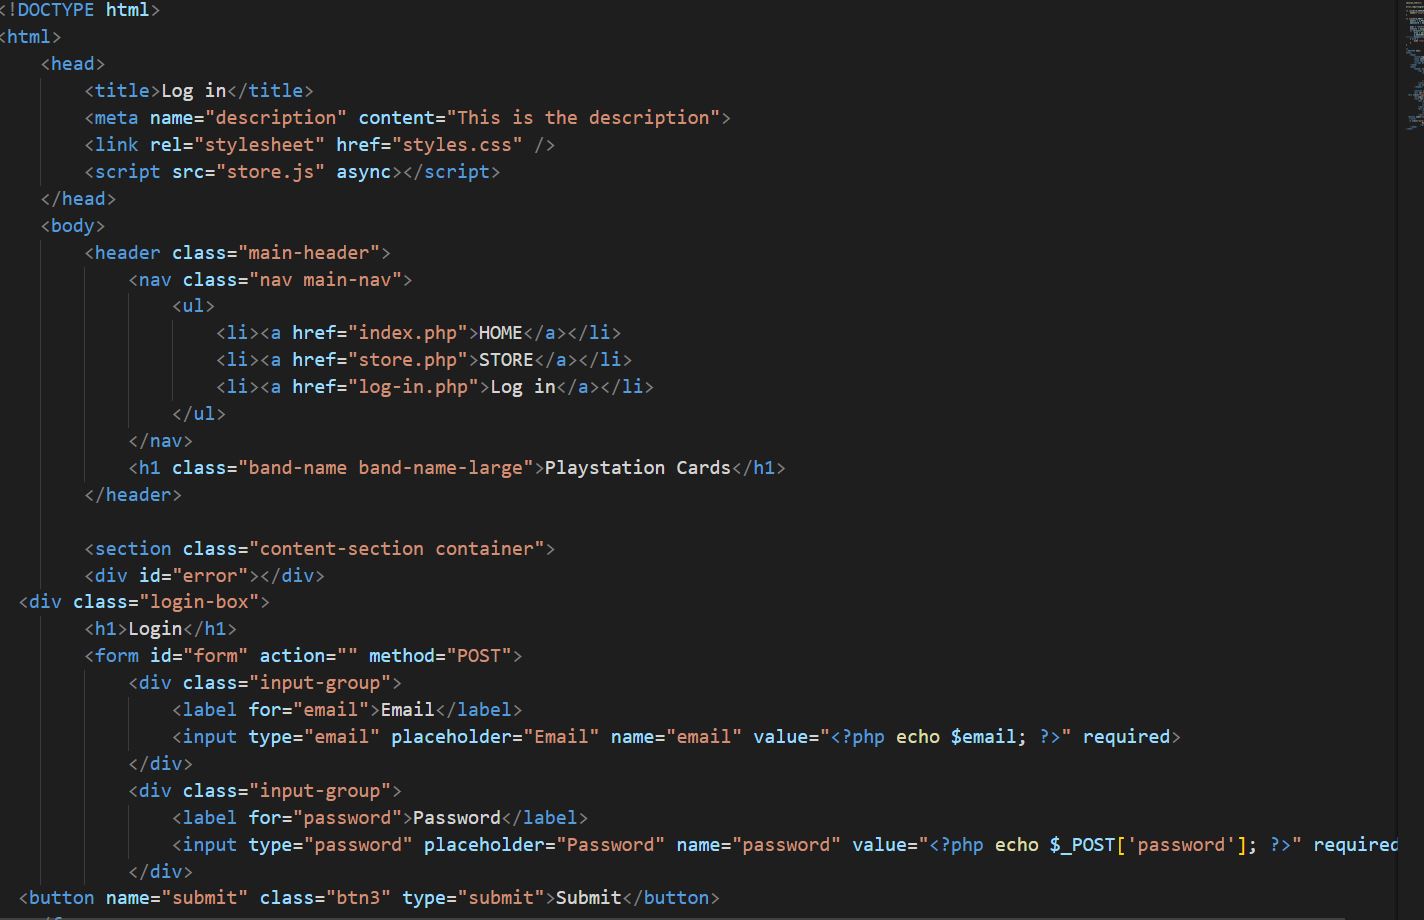 <!DOCTYPE html>
<html>
    <head>
        <title>Log in</title>
        <meta name="description" content="This is the description">
        <link rel="stylesheet" href="styles.css" />
        <script src="store.js" async></script>
    </head>
    <body>
        <header class="main-header">
            <nav class="nav main-nav">
                <ul>
                    <li><a href="index.php">HOME</a></li>
                    <li><a href="store.php">STORE</a></li>
                    <li><a href="log-in.php">Log in</a></li>
                </ul>
            </nav>
            <h1 class="band-name band-name-large">Playstation Cards</h1>
        </header>

        <section class="content-section container">
        <div id="error"></div>
  <div class="login-box">
        <h1>Login</h1>
        <form id="form" action="" method="POST">
            <div class="input-group">
                <label for="email">Email</label>
                <input type="email" placeholder="Email" name="email" value="<?php echo $email; ?>" required>
            </div>
            <div class="input-group">
                <label for="password">Password</label>
                <input type="password" placeholder="Password" name="password" value="<?php echo $_POST['password']; ?>" required
            </div>
  <button name="submit" class="btn3" type="submit">Submit</button>